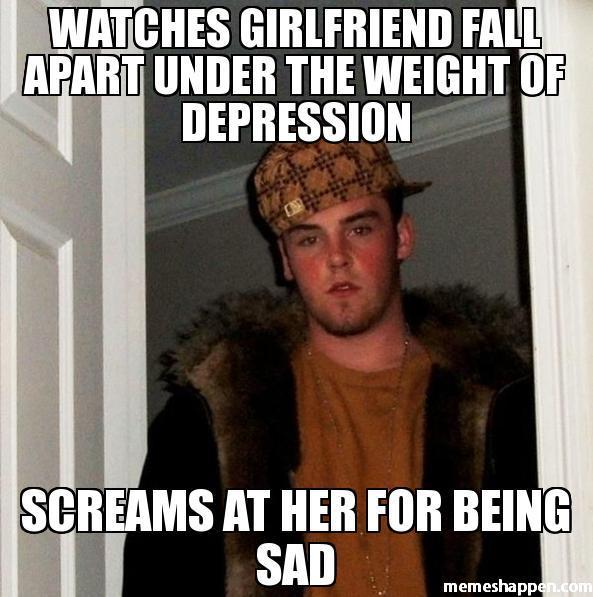 WATCHES GIRLFRIEND FALL
APART UNDER THE WEIGHT OF
DEPRESSION
SCREAMS AT HER FOR BEING
SAD
memeshappen.com